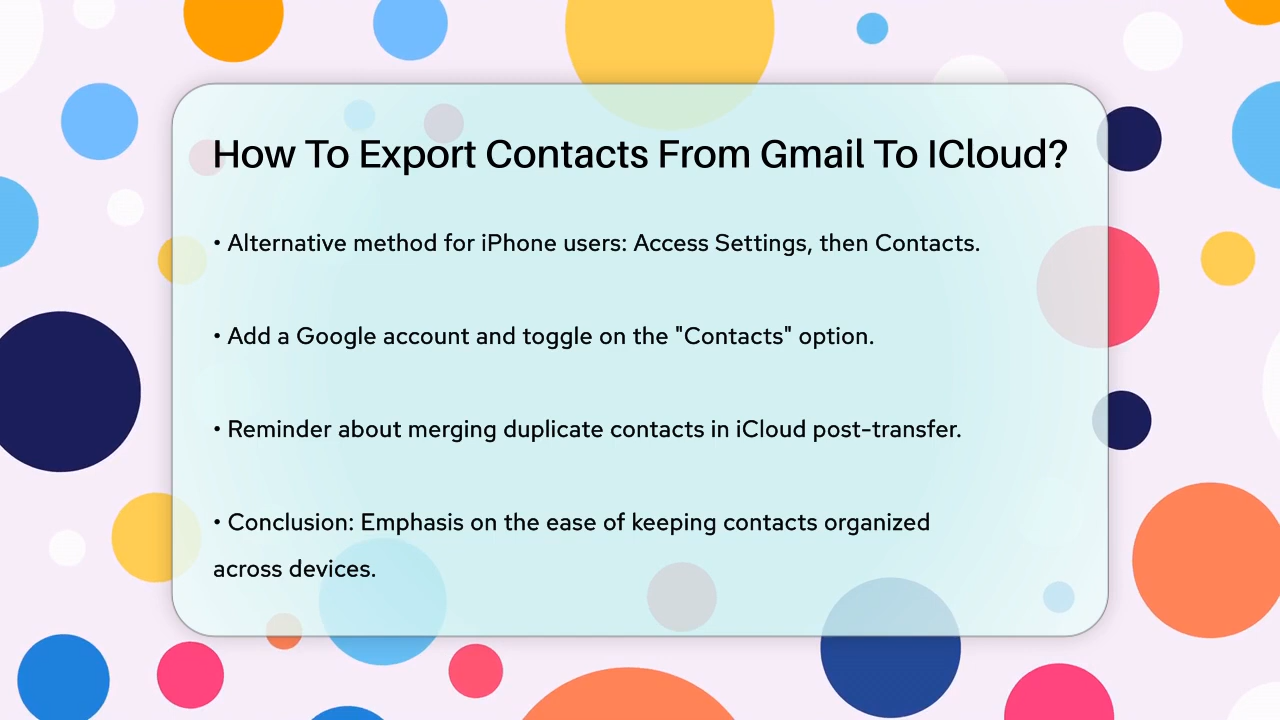 How To Export Contacts From Gmail To ICloud?
• Alternative method for iPhone users: Access Settings, then Contacts.
• Add a Google account and toggle on the "Contacts" option.
• Reminder about merging duplicate contacts in iCloud post-transfer.
• Conclusion: Emphasis on the ease of keeping contacts organized
across devices.